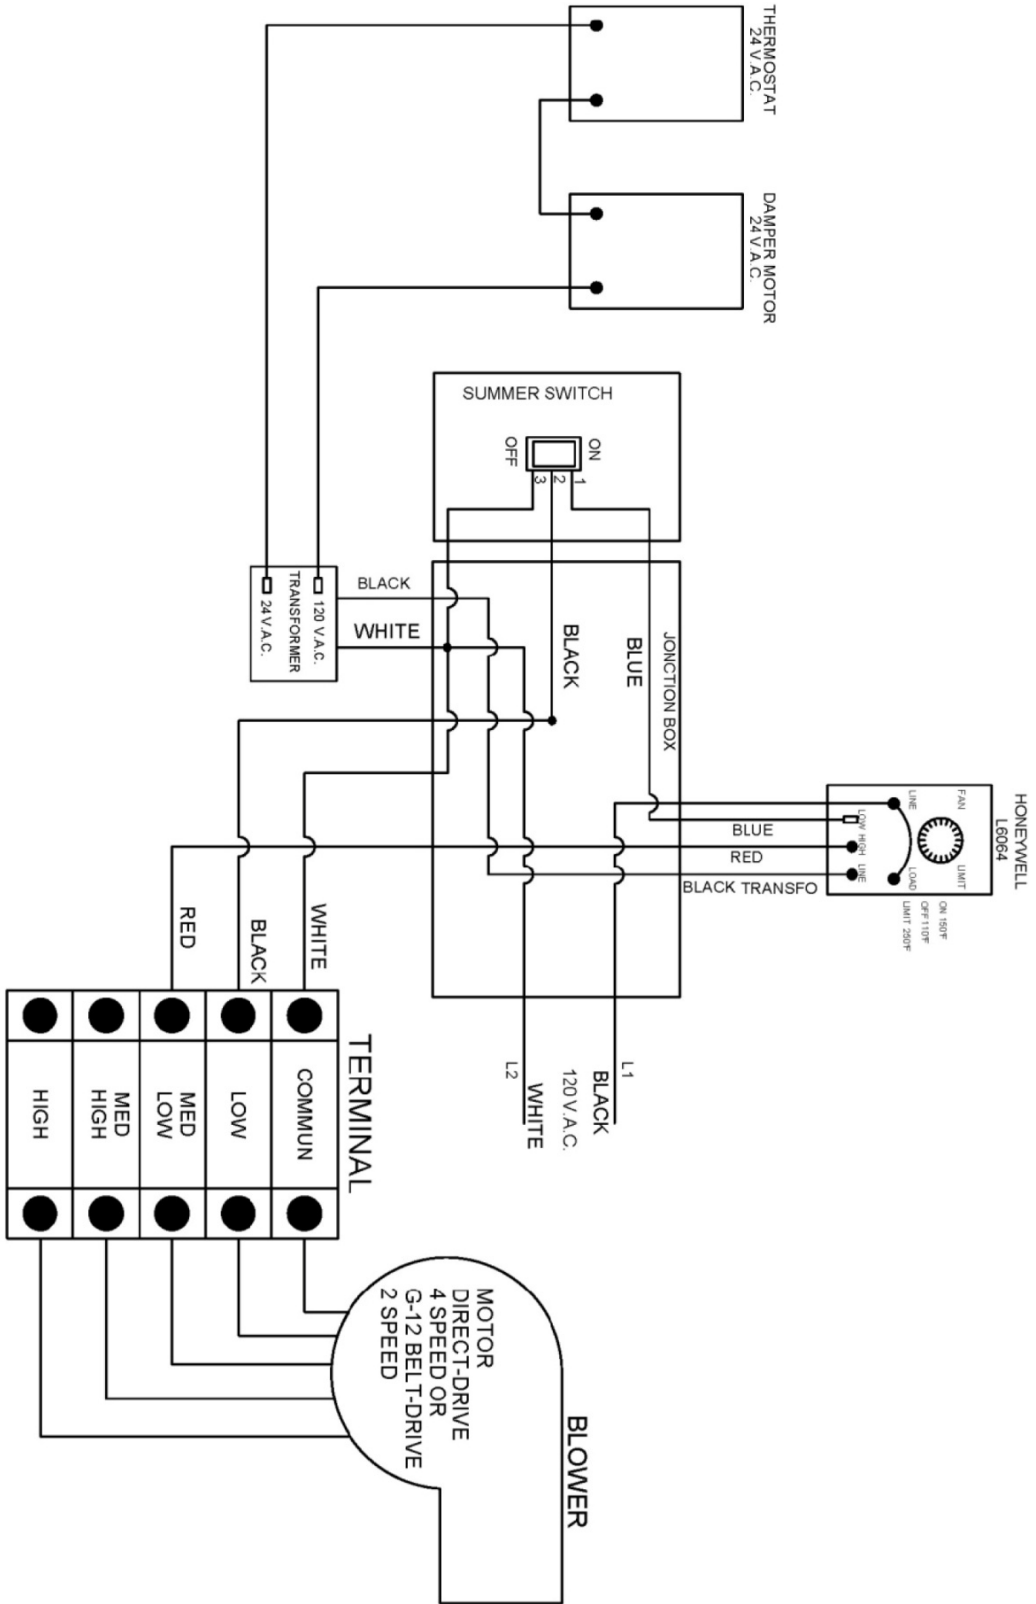 THERMOSTAT
24 V.A.C.
DAMPER MOTOR
24 V.A.C.
SUMMER SWITCH
ON
OFF
1
2
3
TRANSFORMER
120 V.A.C.
24 V.A.C.
BLACK
WHITE
BLACK
BLUE
JONCTION BOX
HONEYWELL
L6064
FAN
LIMIT
LINE
LOAD
LOW
HIGH
LINE
ON 150°F
OFF 110°F
LIMIT 250°F
BLUE
RED
BLACK TRANSFO
RED
BLACK
WHITE
L1
BLACK
120 V.A.C.
L2
WHITE
TERMINAL
COMMUN
LOW
MED
LOW
MED
HIGH
HIGH
MOTOR
DIRECT-DRIVE
4 SPEED OR
G-12 BELT-DRIVE
2 SPEED
BLOWER